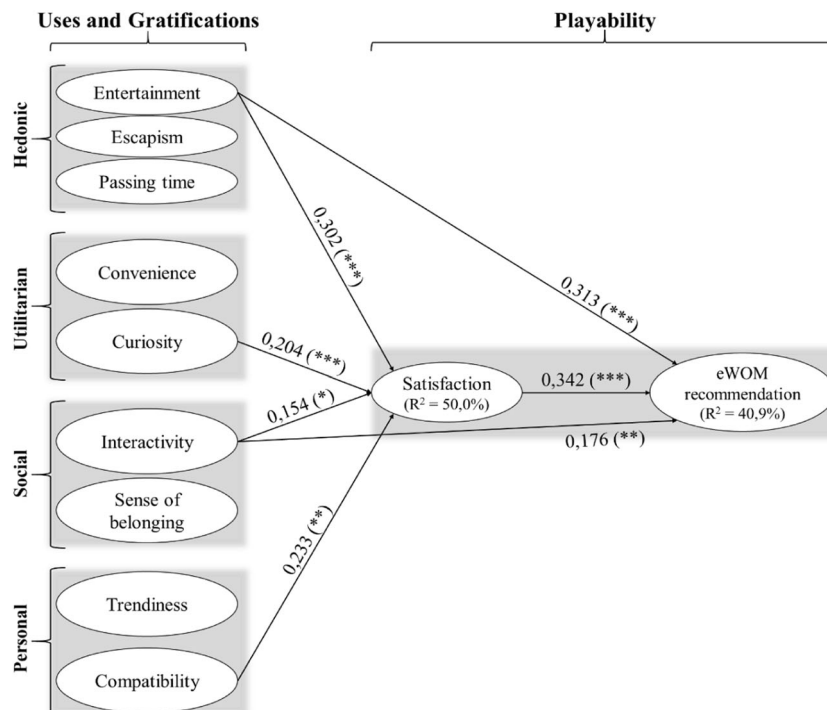 Uses and Gratifications
Playability
Hedonic
Entertainment
Escapism
Passing time
0,302 (***)
0,313 (***)
Utilitarian
Convenience
Curiosity
0,204 (***)
Satisfaction
(R² = 50,0%)
0,342 (***)
eWOM
recommendation
(R² = 40,9%)
0,154 (*)
Social
Interactivity
0,176 (**)
Sense of
belonging
0,233 (**)
Personal
Trendiness
Compatibility